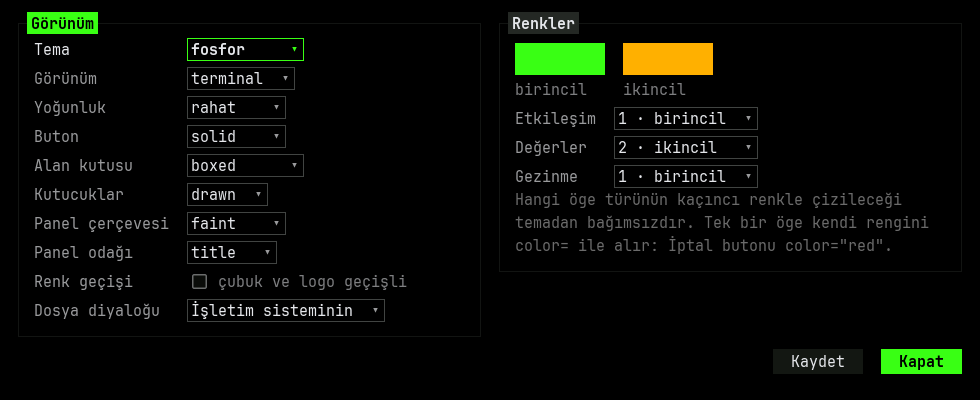 Görünüm
Tema fosfor
Görünüm terminal
Yoğunluk rahat
Buton solid
Alan kutusu boxed
Kutucuklar drawn
Panel çerçevesi faint
Panel odağı title
Renk geçişi çubuk ve logo geçişli
Dosya diyaloğu İşletim sisteminin
Renkler
birincil ikincil
Etkileşim 1 · birincil
Değerler 2 · ikincil
Gezinme 1 · birincil
Hangi öge türünün kaçıncı renkle çizileceği
temadan bağımsızdır. Tek bir öge kendi rengini
color= ile alır: İptal butonu color="red".
Kaydet Kapat